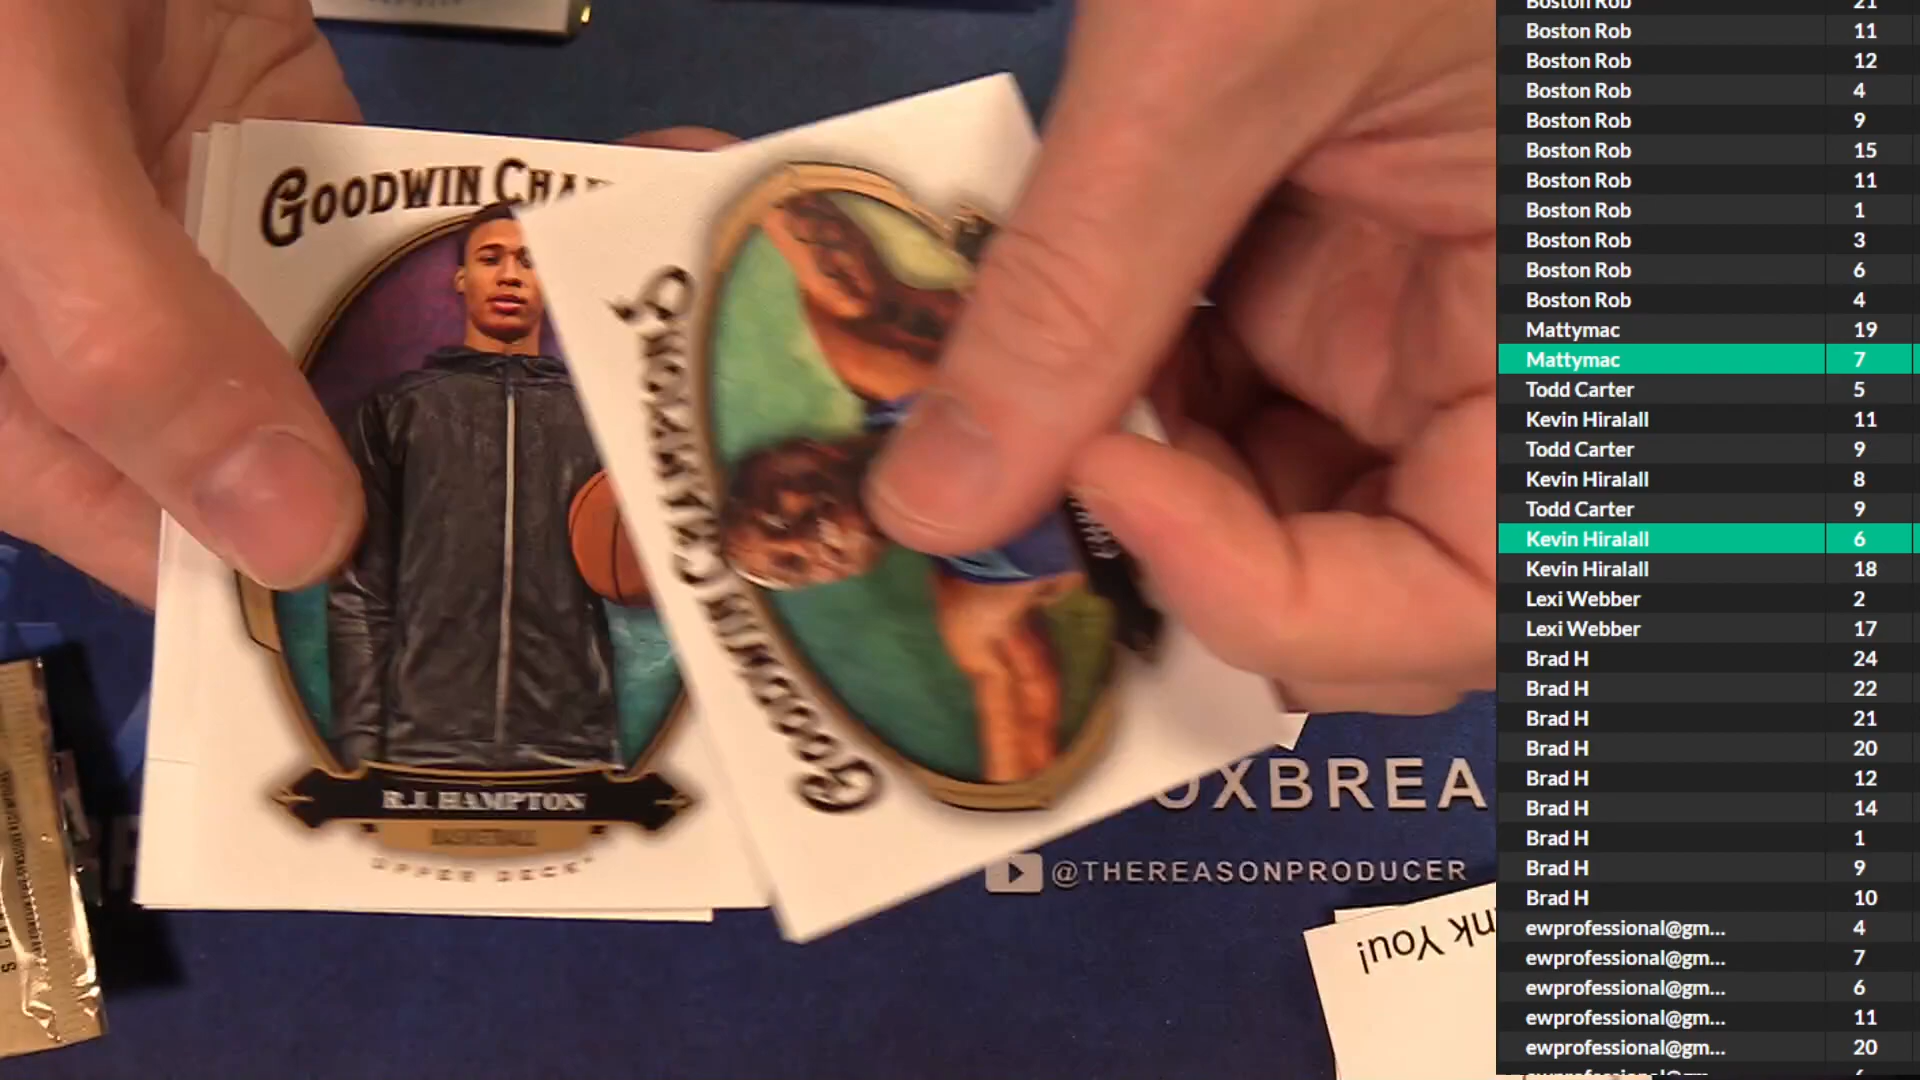 GOODWIN CHA
R.J. HAMPTON
BASKETBALL
UPPER DECK
GOODWIN CHAMPIONS
OXBREA
@THEREASONPRODUCER
nk You!
Boston Rob 21
Boston Rob 11
Boston Rob 12
Boston Rob 4
Boston Rob 9
Boston Rob 15
Boston Rob 11
Boston Rob 1
Boston Rob 3
Boston Rob 6
Boston Rob 4
Mattymac 19
Mattymac 7
Todd Carter 5
Kevin Hiralall 11
Todd Carter 9
Kevin Hiralall 8
Todd Carter 9
Kevin Hiralall 6
Kevin Hiralall 18
Lexi Webber 2
Lexi Webber 17
Brad H 24
Brad H 22
Brad H 21
Brad H 20
Brad H 12
Brad H 14
Brad H 1
Brad H 9
Brad H 10
ewprofessional@gm... 4
ewprofessional@gm... 7
ewprofessional@gm... 6
ewprofessional@gm... 11
ewprofessional@gm... 20